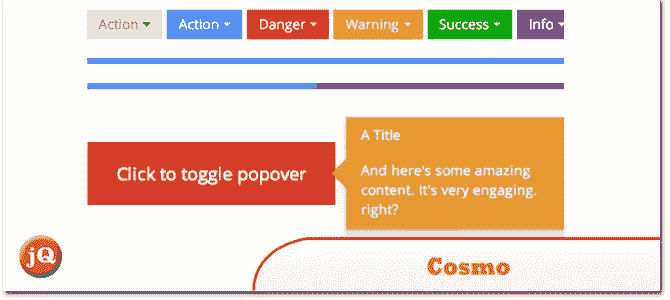 Action Action Danger Warning Success Info
A Title
Click to toggle popover
And here's some amazing
content. It's very engaging.
right?
jQ
Cosmo